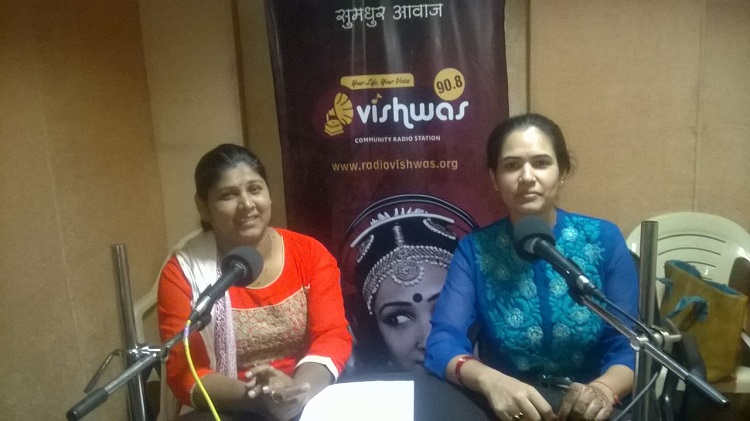 सुमधुर आवाज
Your Life, Your Voice
90.8
vishwas
COMMUNITY RADIO STATION
www.radiovishwas.org